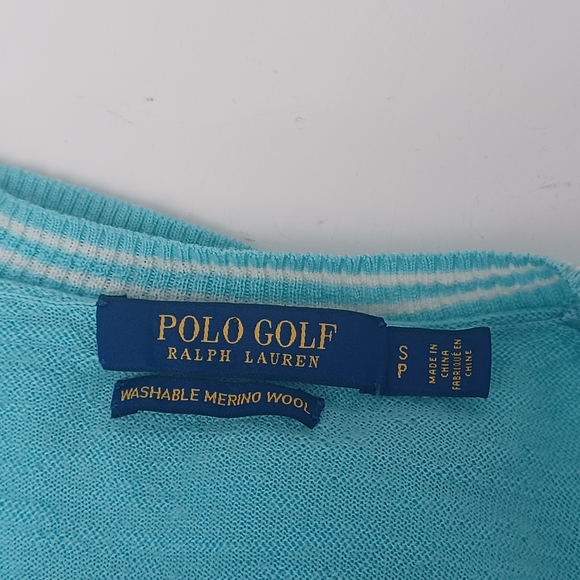 POLO GOLF
RALPH LAUREN
WASHABLE MERINO WOOL
S
P
MADE IN
CHINA
FABRIQUÉ EN
CHINE